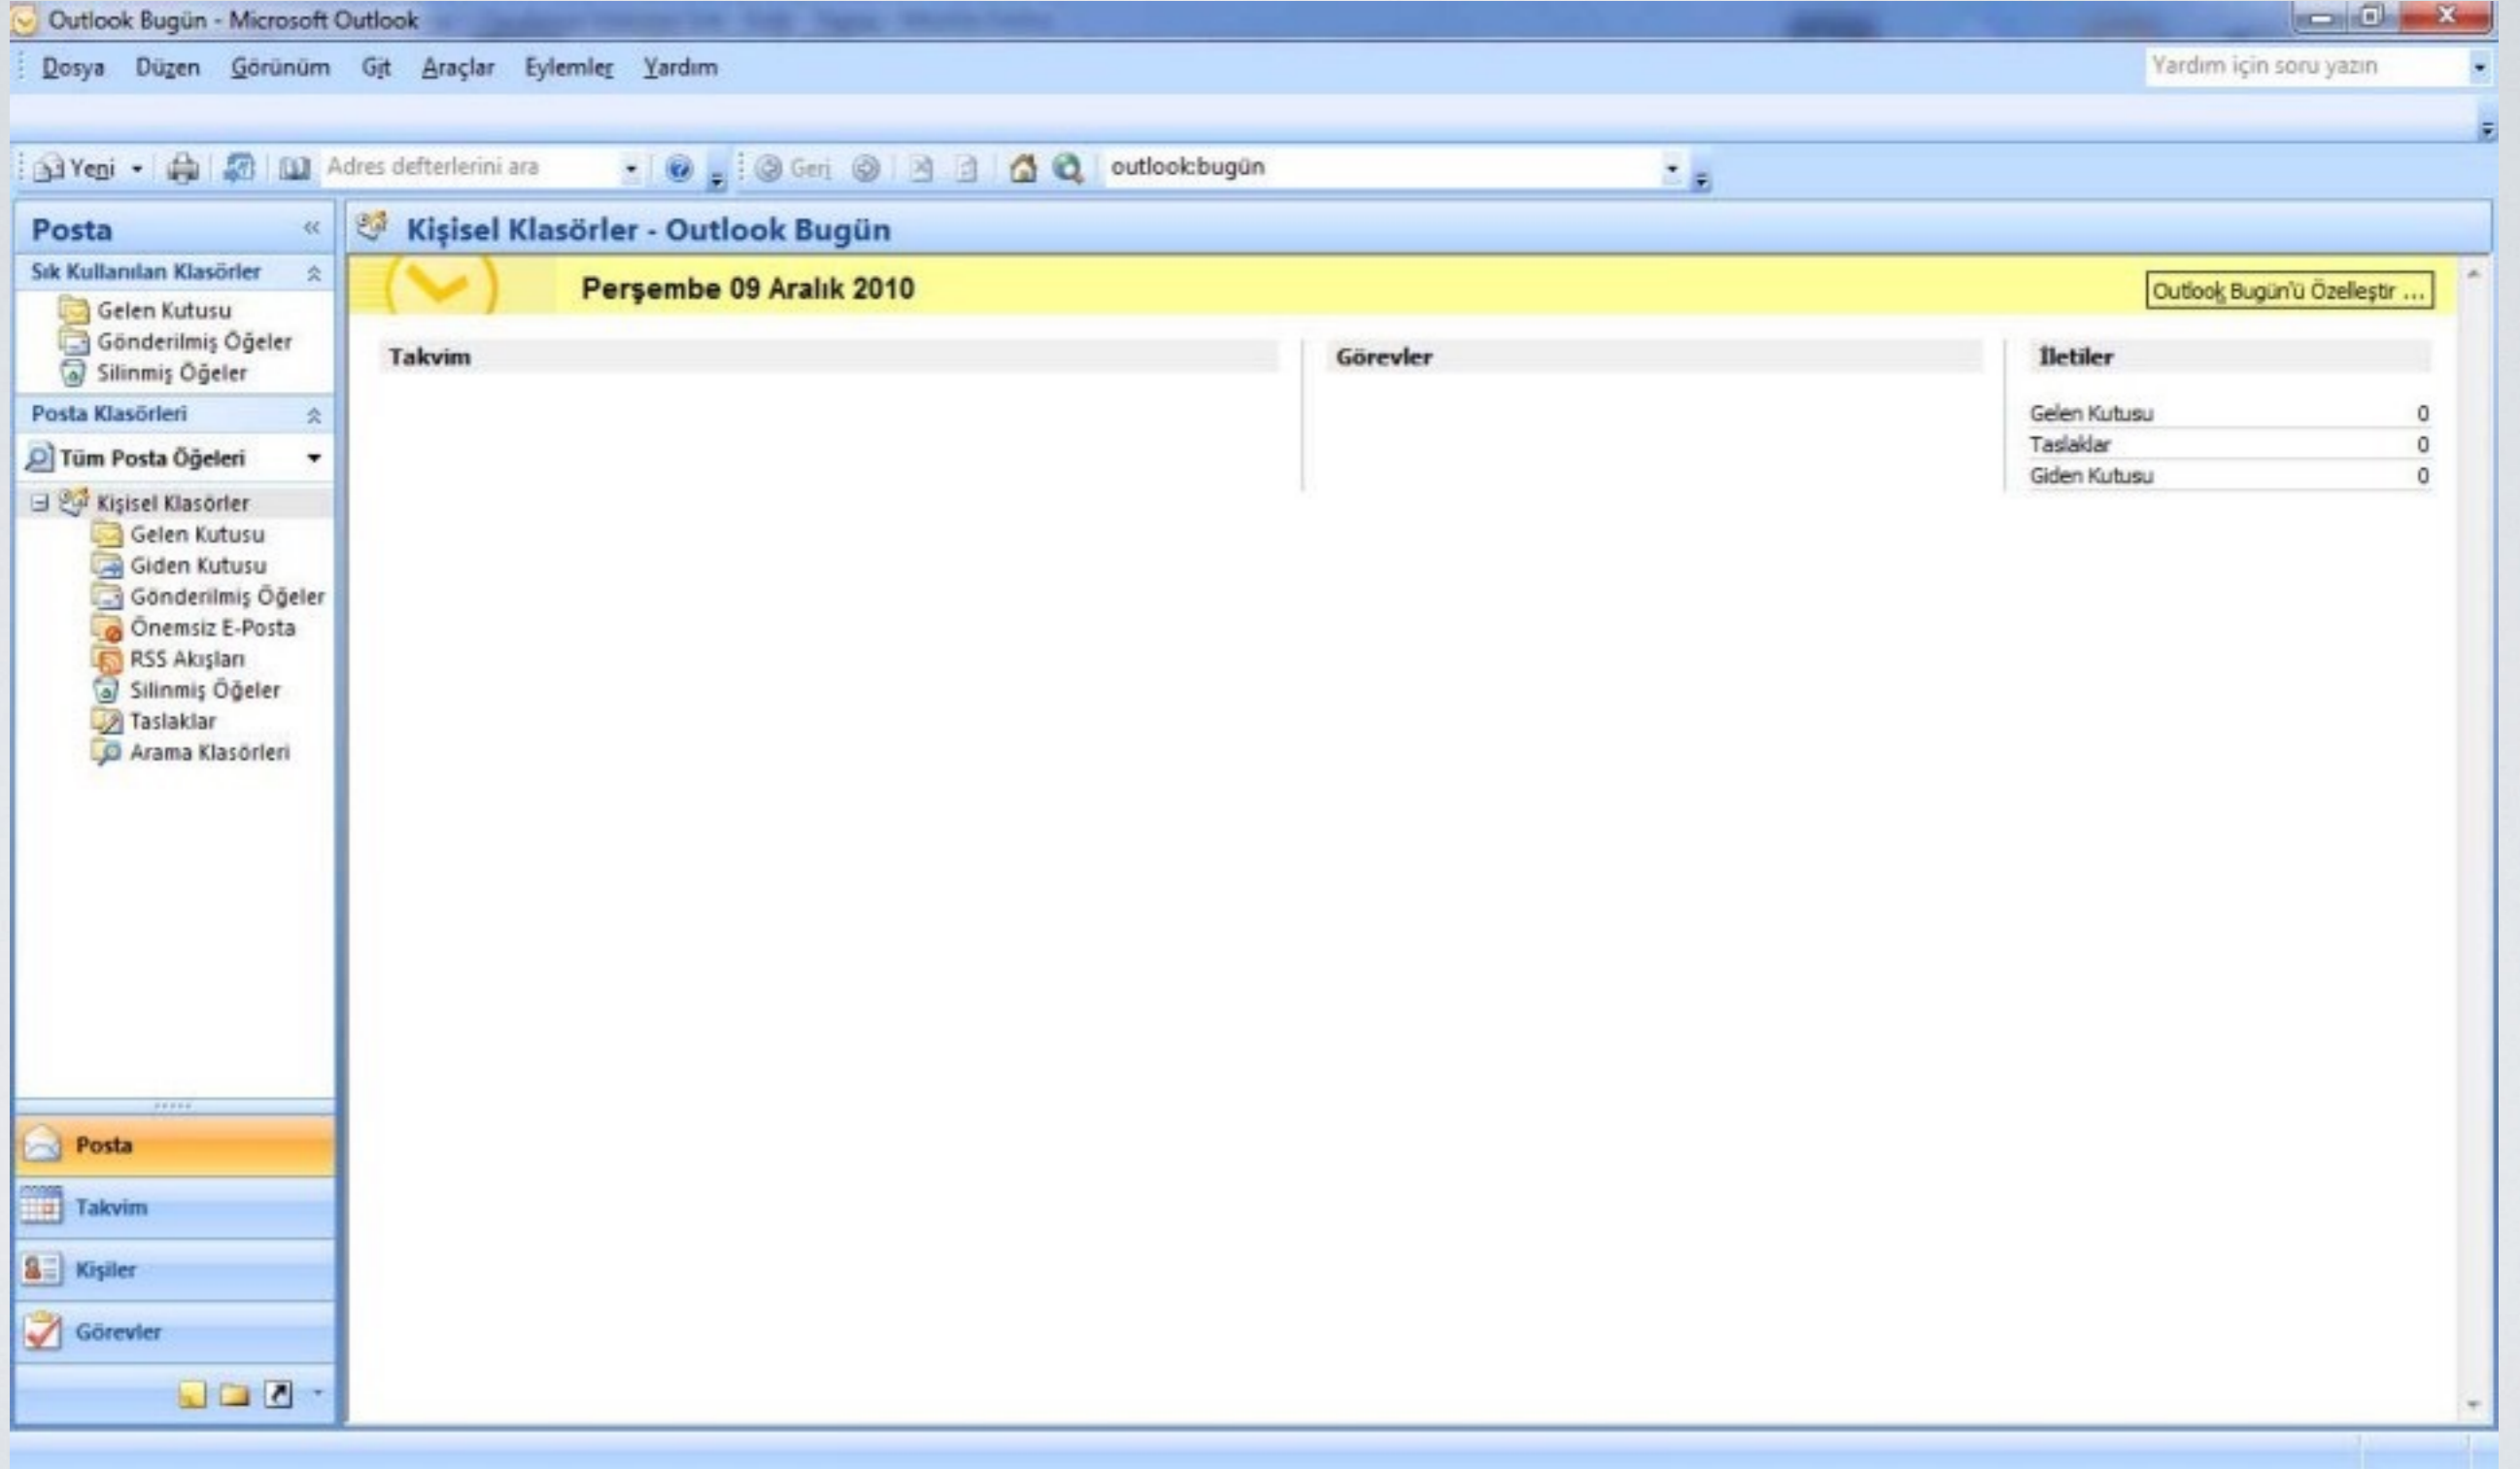 Outlook Bugün - Microsoft Outlook
Dosya Düzen Görünüm Git Araçlar Eylemler Yardım
Yardım için soru yazın
Yeni Adres defterlerini ara Geri outlook:bugün
Posta
Kişisel Klasörler - Outlook Bugün
Sık Kullanılan Klasörler
Gelen Kutusu
Gönderilmiş Öğeler
Silinmiş Öğeler
Posta Klasörleri
Tüm Posta Öğeleri
Kişisel Klasörler
Gelen Kutusu
Giden Kutusu
Gönderilmiş Öğeler
Önemsiz E-Posta
RSS Akışları
Silinmiş Öğeler
Taslaklar
Arama Klasörleri
Posta
Takvim
Kişiler
Görevler
Perşembe 09 Aralık 2010
Outlook Bugün'ü Özelleştir ...
Takvim
Görevler
İletiler
Gelen Kutusu 0
Taslaklar 0
Giden Kutusu 0